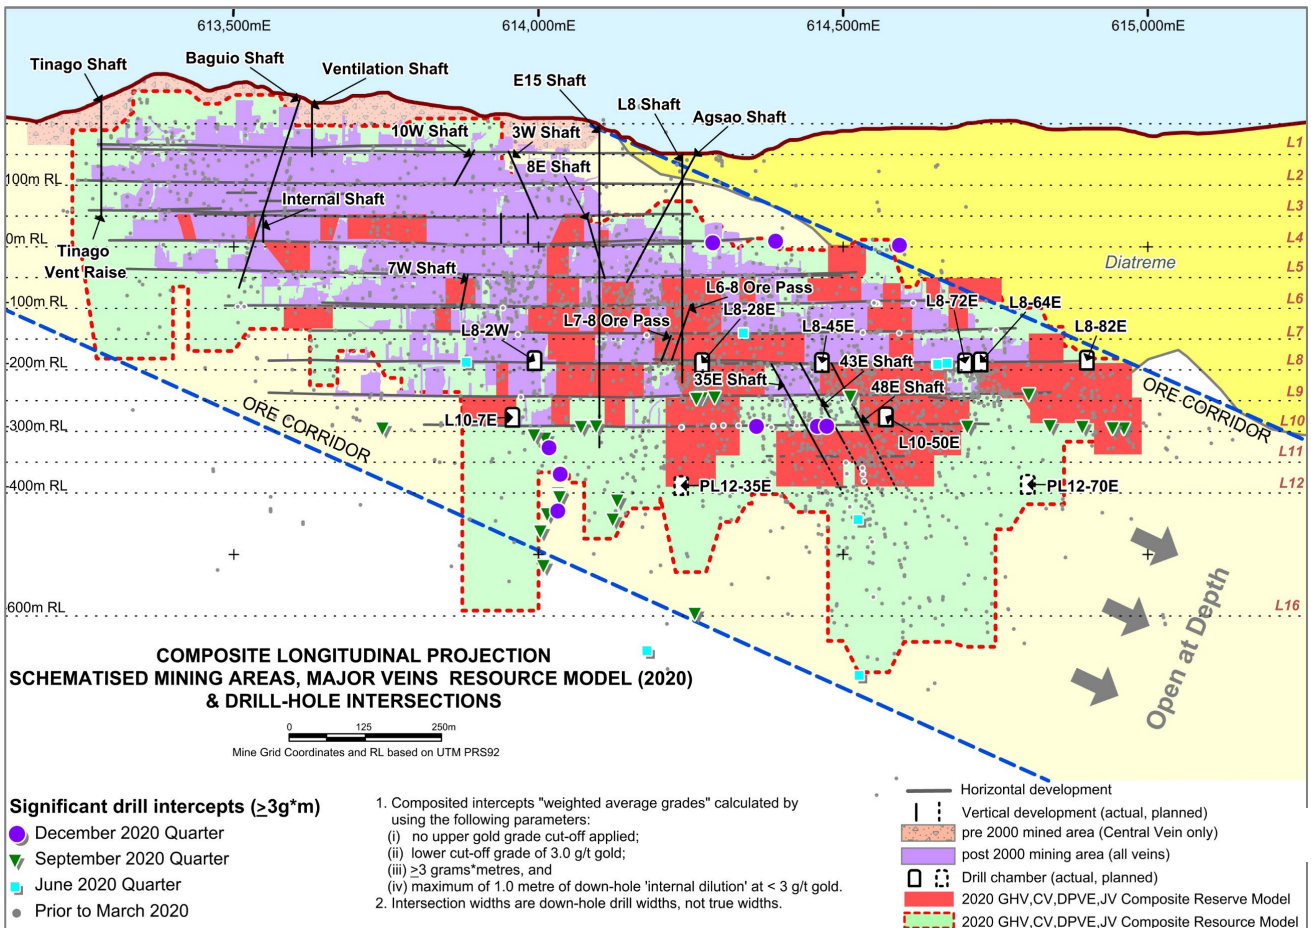 613,500mE
614,000mE
614,500mE
615,000mE
Tinago Shaft
Baguio Shaft
Ventilation Shaft
E15 Shaft
L8 Shaft
Agsao Shaft
10W Shaft
3W Shaft
8E Shaft
L1
L2
100m RL
Internal Shaft
L3
0m RL
L4
Tinago
Vent Raise
7W Shaft
Diatreme
L5
-100m RL
L6-8 Ore Pass
L6
L8-72E
L8-64E
L7-8 Ore Pass
L8-28E
L8-2W
L8-45E
L8-82E
L7
43E Shaft
-200m RL
L8
35E Shaft
48E Shaft
L9
ORE CORRIDOR
ORE CORRIDOR
L10-7E
-300m RL
L10
L10-50E
L11
-400m RL
PL12-35E
PL12-70E
L12
Open at Depth
600m RL
L16
COMPOSITE LONGITUDINAL PROJECTION
SCHEMATISED MINING AREAS, MAJOR VEINS RESOURCE MODEL (2020)
& DRILL-HOLE INTERSECTIONS
0 125 250m
Mine Grid Coordinates and RL based on UTM PRS92
Significant drill intercepts (≥3g*m)
December 2020 Quarter
September 2020 Quarter
June 2020 Quarter
Prior to March 2020
1. Composited intercepts "weighted average grades" calculated by
using the following parameters:
(i) no upper gold grade cut-off applied;
(ii) lower cut-off grade of 3.0 g/t gold;
(iii) ≥3 grams*metres, and
(iv) maximum of 1.0 metre of down-hole 'internal dilution' at < 3 g/t gold.
2. Intersection widths are down-hole drill widths, not true widths.
Horizontal development
Vertical development (actual, planned)
pre 2000 mined area (Central Vein only)
post 2000 mining area (all veins)
Drill chamber (actual, planned)
2020 GHV,CV,DPVE,JV Composite Reserve Model
2020 GHV,CV,DPVE,JV Composite Resource Model